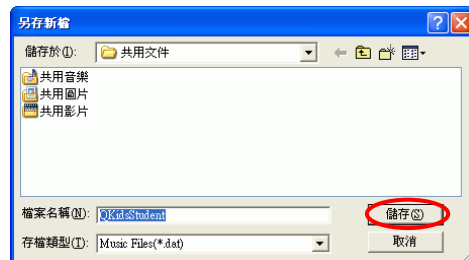 另存新檔
儲存於(I): 共用文件
共用音樂
共用圖片
共用影片
檔案名稱(N): QKidsStudent 儲存(S)
存檔類型(T): Music Files(*.dat) 取消